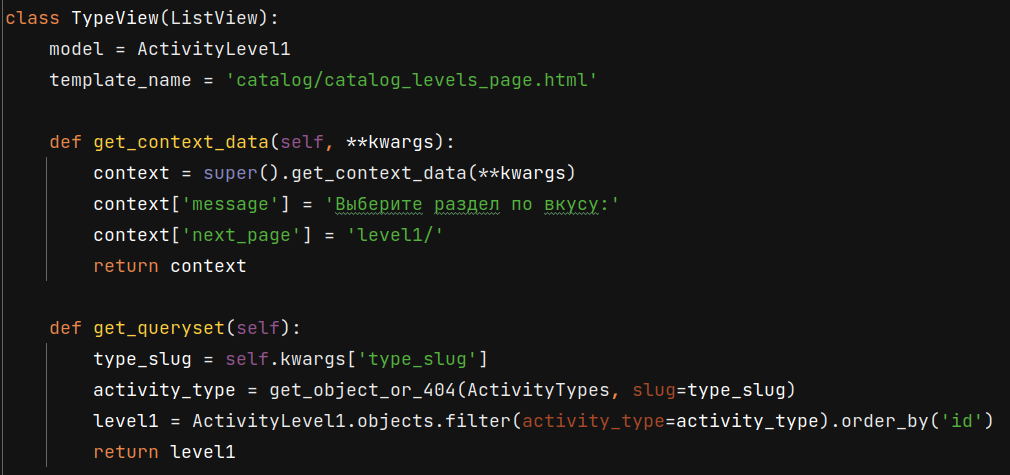 class TypeView(ListView):
    model = ActivityLevel1
    template_name = 'catalog/catalog_levels_page.html'

    def get_context_data(self, **kwargs):
        context = super().get_context_data(**kwargs)
        context['message'] = 'Выберите раздел по вкусу:'
        context['next_page'] = 'level1/'
        return context

    def get_queryset(self):
        type_slug = self.kwargs['type_slug']
        activity_type = get_object_or_404(ActivityTypes, slug=type_slug)
        level1 = ActivityLevel1.objects.filter(activity_type=activity_type).order_by('id')
        return level1